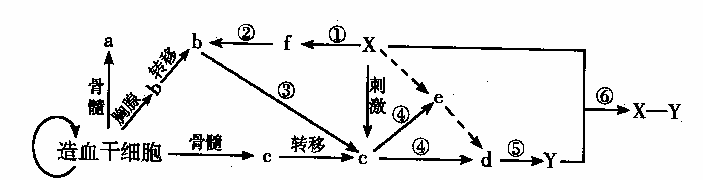 a
b ② f ① X
骨髓
胸腺 b 转移
③
刺激
④ e
⑥ X—Y
造血干细胞 骨髓 c 转移 c ④ d ⑤ Y